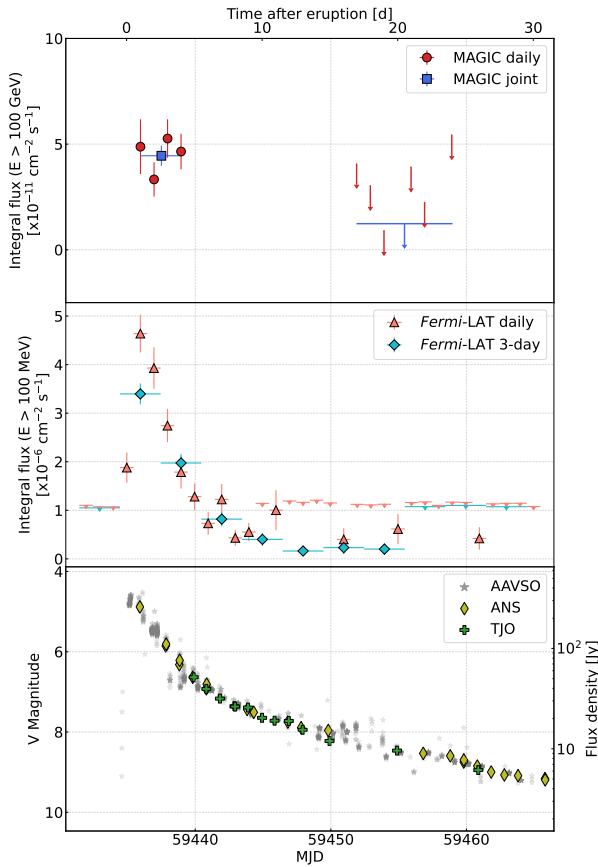 Time after eruption [d]
0 10 20 30
10
5
0
Integral flux (E > 100 GeV)
[x10⁻¹¹ cm⁻² s⁻¹]
MAGIC daily
MAGIC joint
5
4
3
2
1
0
Integral flux (E > 100 MeV)
[x10⁻⁶ cm⁻² s⁻¹]
Fermi-LAT daily
Fermi-LAT 3-day
4
6
8
10
V Magnitude
AAVSO
ANS
TJO
10²
10
Flux density [Jy]
59440 59450 59460
MJD